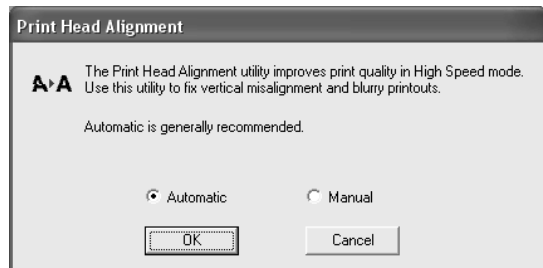 Print Head Alignment
A▸A
The Print Head Alignment utility improves print quality in High Speed mode.
Use this utility to fix vertical misalignment and blurry printouts.
Automatic is generally recommended.
Automatic Manual
OK Cancel